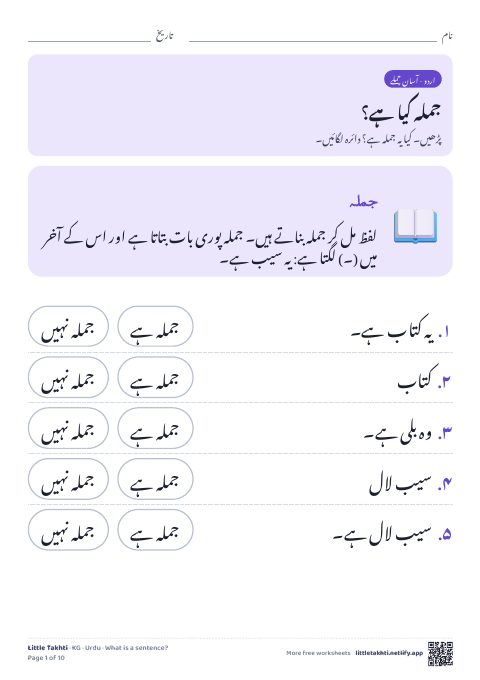 نام ____ تاریخ ____
اردو · آسان جملے
جملہ کیا ہے؟
پڑھیں۔ کیا یہ جملہ ہے؟ دائرہ لگائیں۔
جملہ
لفظ مل کر جملہ بناتے ہیں۔ جملہ پوری بات بتاتا ہے اور اس کے آخر
میں (۔) لگتا ہے: یہ سیب ہے۔
۱. یہ کتاب ہے۔ جملہ ہے جملہ نہیں
۲. کتاب جملہ ہے جملہ نہیں
۳. وہ بلی ہے۔ جملہ ہے جملہ نہیں
۴. سیب لال جملہ ہے جملہ نہیں
۵. سیب لال ہے۔ جملہ ہے جملہ نہیں
Little Takhti · KG · Urdu · What is a sentence?
Page 1 of 10
More free worksheets · littletakhti.netlify.app